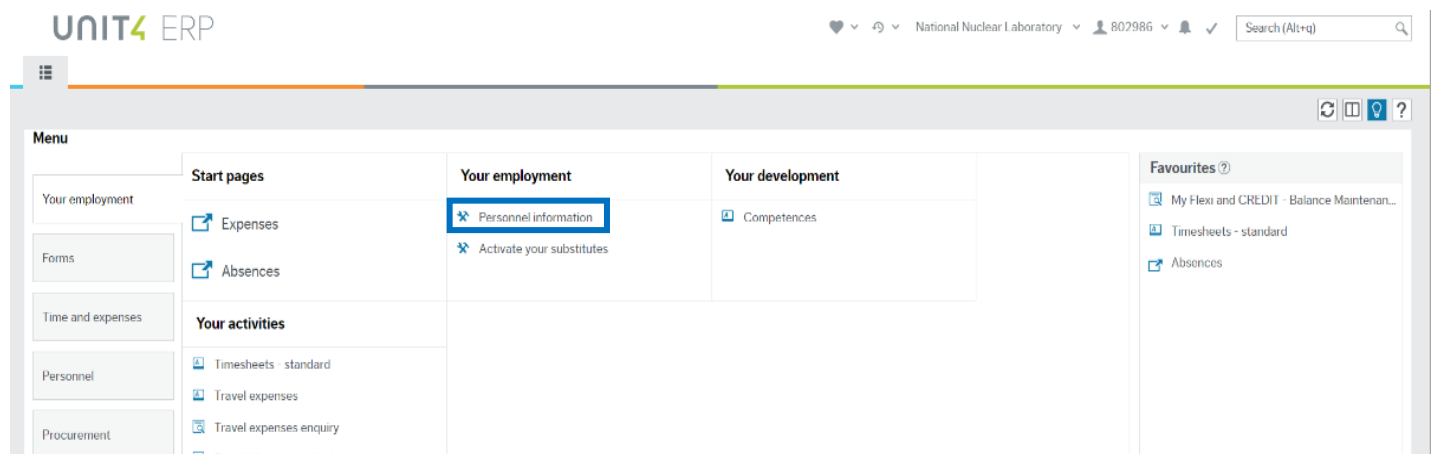 UNIT4 ERP
National Nuclear Laboratory
802986
Search (Alt+q)
Menu
Your employment
Forms
Time and expenses
Personnel
Procurement
Start pages
Expenses
Absences
Your activities
Timesheets - standard
Travel expenses
Travel expenses enquiry
Your employment
Personnel information
Activate your substitutes
Your development
Competences
Favourites ?
My Flexi and CREDIT - Balance Maintenan...
Timesheets - standard
Absences